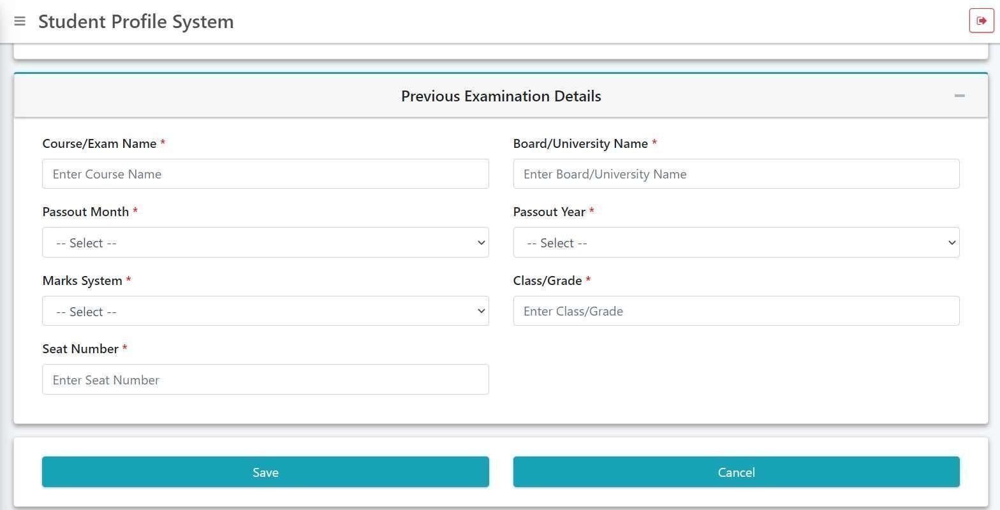 Student Profile System
Previous Examination Details
Course/Exam Name *
Board/University Name *
Enter Course Name
Enter Board/University Name
Passout Month *
Passout Year *
-- Select --
-- Select --
Marks System *
Class/Grade *
-- Select --
Enter Class/Grade
Seat Number *
Enter Seat Number
Save
Cancel